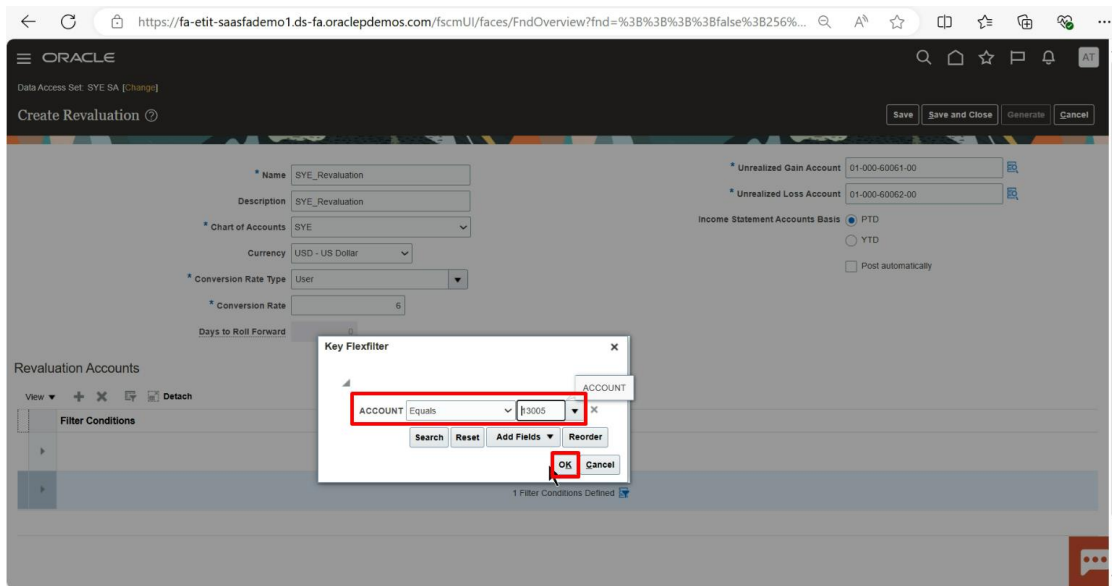 https://fa-etit-saasfademo1.ds-fa.oraclepdemos.com/fscmUI/faces/FndOverview?fnd=%3B%3B%3B%3Bfalse%3B256%...
ORACLE
AT
Data Access Set: SYE SA [Change]
Create Revaluation
Save Save and Close Generate Cancel
* Name SYE_Revaluation
Description SYE_Revaluation
* Chart of Accounts SYE
Currency USD - US Dollar
* Conversion Rate Type User
* Conversion Rate 6
Days to Roll Forward 0
* Unrealized Gain Account 01-000-60061-00
* Unrealized Loss Account 01-000-60062-00
Income Statement Accounts Basis PTD
YTD
Post automatically
Key Flexfilter
ACCOUNT
ACCOUNT Equals 13005
Search Reset Add Fields Reorder
OK Cancel
Revaluation Accounts
View Detach
Filter Conditions
1 Filter Conditions Defined